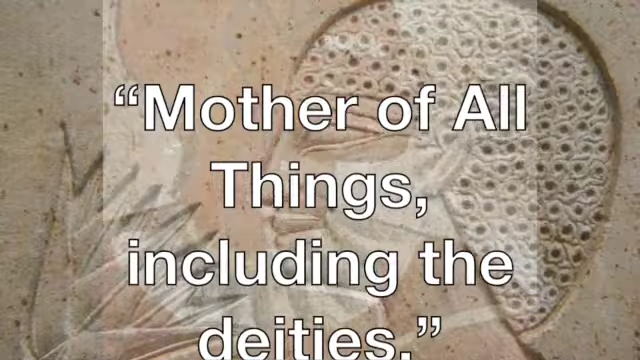 “Mother of All
Things,
including the
deities.”